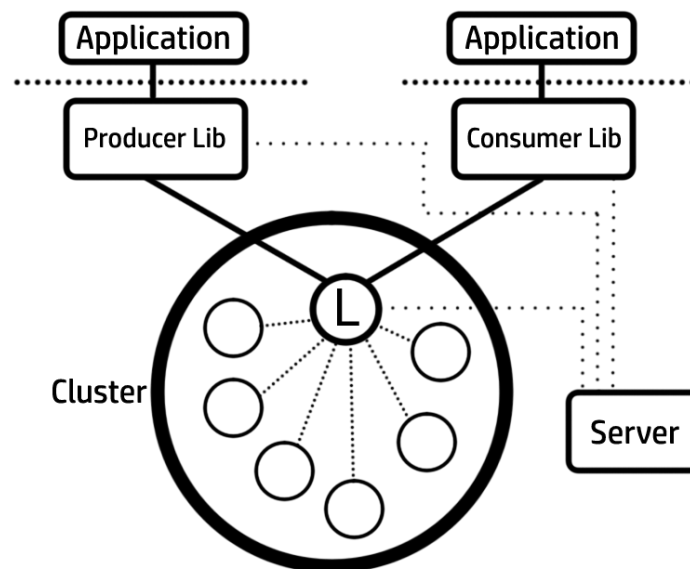 Application
Application
Producer Lib
Consumer Lib
L
Cluster
Server